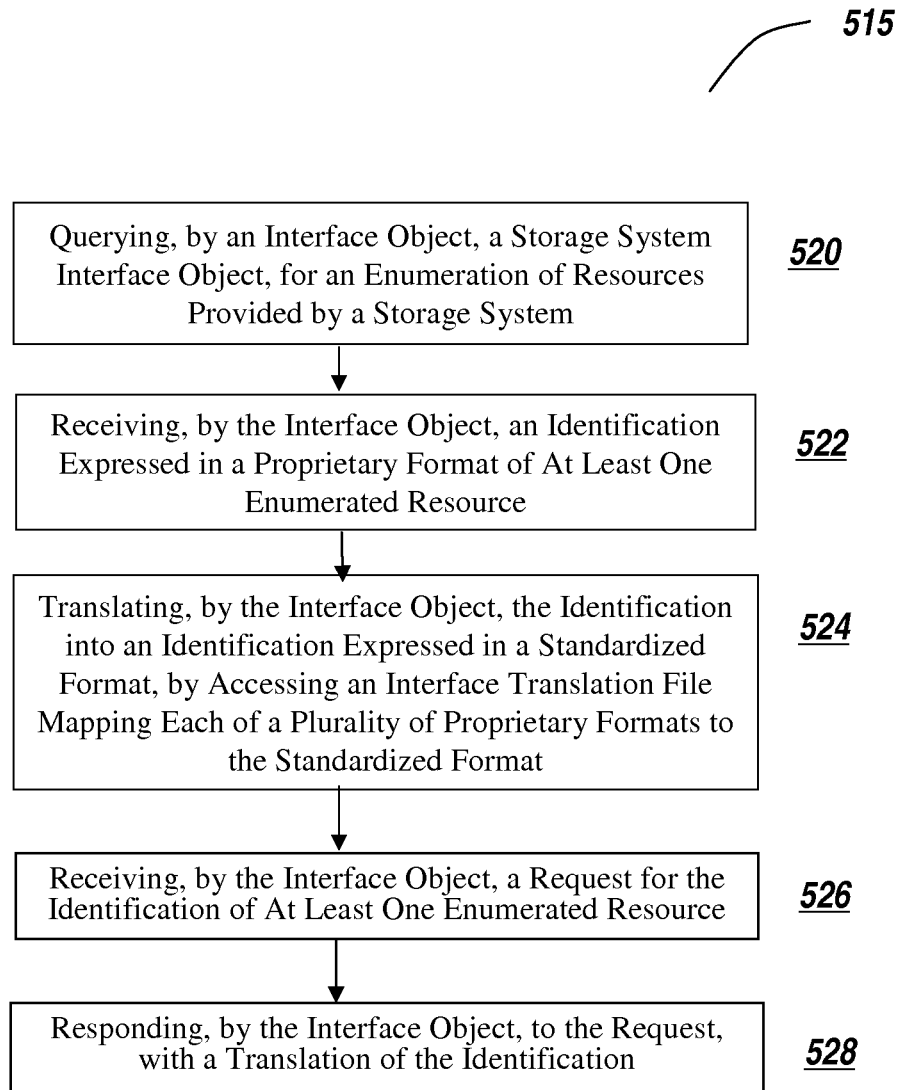 515
Querying, by an Interface Object, a Storage System
Interface Object, for an Enumeration of Resources
Provided by a Storage System
520
Receiving, by the Interface Object, an Identification
Expressed in a Proprietary Format of At Least One
Enumerated Resource
522
Translating, by the Interface Object, the Identification
into an Identification Expressed in a Standardized
Format, by Accessing an Interface Translation File
Mapping Each of a Plurality of Proprietary Formats to
the Standardized Format
524
Receiving, by the Interface Object, a Request for the
Identification of At Least One Enumerated Resource
526
Responding, by the Interface Object, to the Request,
with a Translation of the Identification
528